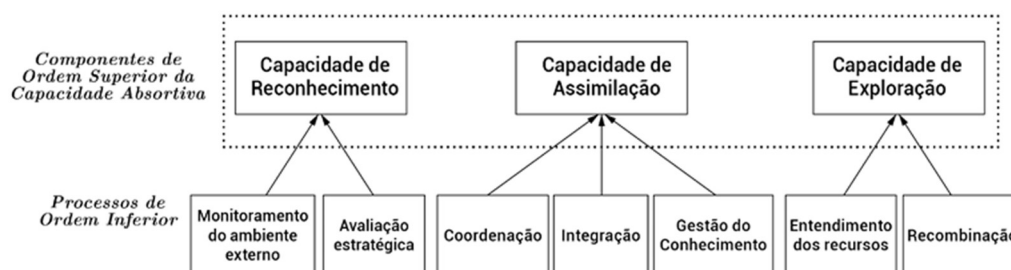 Componentes de
Ordem Superior da
Capacidade Absortiva
Capacidade de
Reconhecimento
Capacidade de
Assimilação
Capacidade de
Exploração
Processos de
Ordem Inferior
Monitoramento
do ambiente
externo
Avaliação
estratégica
Coordenação
Integração
Gestão do
Conhecimento
Entendimento
dos recursos
Recombinação